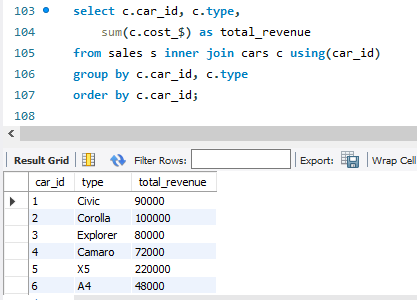 103 select c.car_id, c.type,
104 sum(c.cost_$) as total_revenue
105 from sales s inner join cars c using(car_id)
106 group by c.car_id, c.type
107 order by c.car_id;
108
Result Grid Filter Rows: Export: Wrap Cell
car_id type total_revenue
1 Civic 90000
2 Corolla 100000
3 Explorer 80000
4 Camaro 72000
5 X5 220000
6 A4 48000